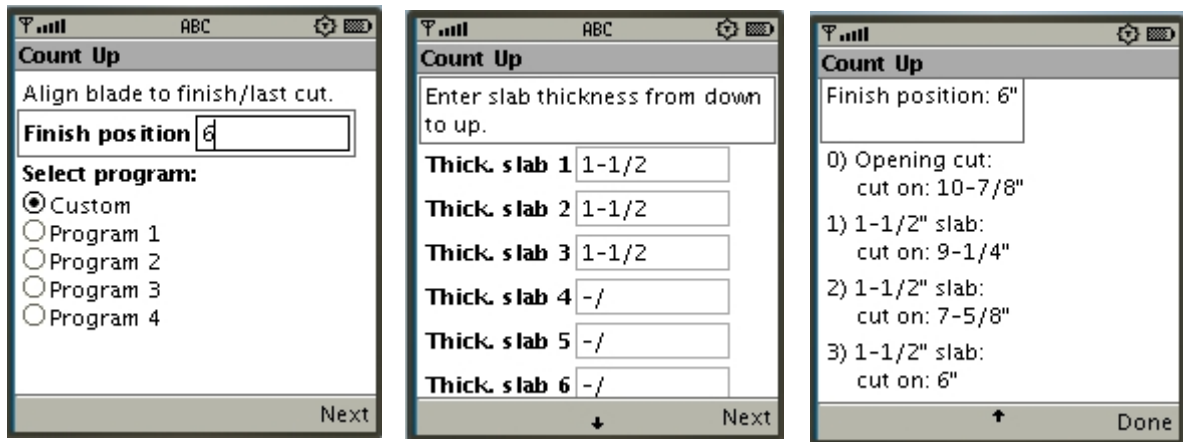 ABC
Count Up
Align blade to finish/last cut.
Finish position 6
Select program:
Custom
Program 1
Program 2
Program 3
Program 4
Next
ABC
Count Up
Enter slab thickness from down
to up.
Thick. slab 1 1-1/2
Thick. slab 2 1-1/2
Thick. slab 3 1-1/2
Thick. slab 4 -/
Thick. slab 5 -/
Thick. slab 6 -/
Next
Count Up
Finish position: 6"
0) Opening cut:
cut on: 10-7/8"
1) 1-1/2" slab:
cut on: 9-1/4"
2) 1-1/2" slab:
cut on: 7-5/8"
3) 1-1/2" slab:
cut on: 6"
Done